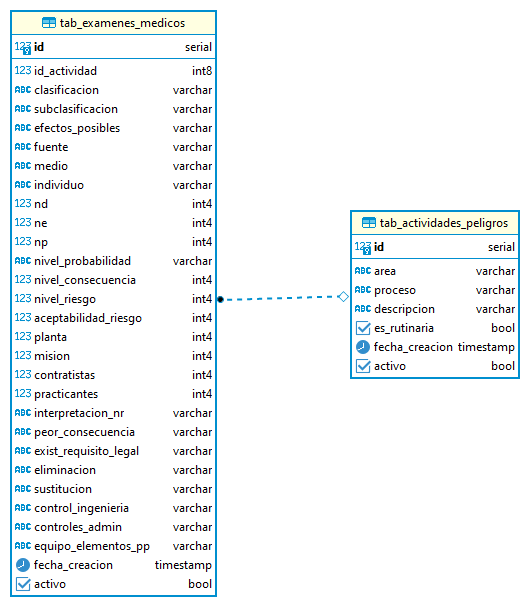 tab_examenes_medicos
123 id serial
123 id_actividad int8
ABC clasificacion varchar
ABC subclasificacion varchar
ABC efectos_posibles varchar
ABC fuente varchar
ABC medio varchar
ABC individuo varchar
123 nd int4
123 ne int4
123 np int4
ABC nivel_probabilidad varchar
123 nivel_consecuencia int4
123 nivel_riesgo int4
123 aceptabilidad_riesgo int4
123 planta int4
123 mision int4
123 contratistas int4
123 practicantes int4
ABC interpretacion_nr varchar
ABC peor_consecuencia varchar
ABC exist_requisito_legal varchar
ABC eliminacion varchar
ABC sustitucion varchar
ABC control_ingenieria varchar
ABC controles_admin varchar
ABC equipo_elementos_pp varchar
fecha_creacion timestamp
activo bool
tab_actividades_peligros
123 id serial
ABC area varchar
ABC proceso varchar
ABC descripcion varchar
es_rutinaria bool
fecha_creacion timestamp
activo bool